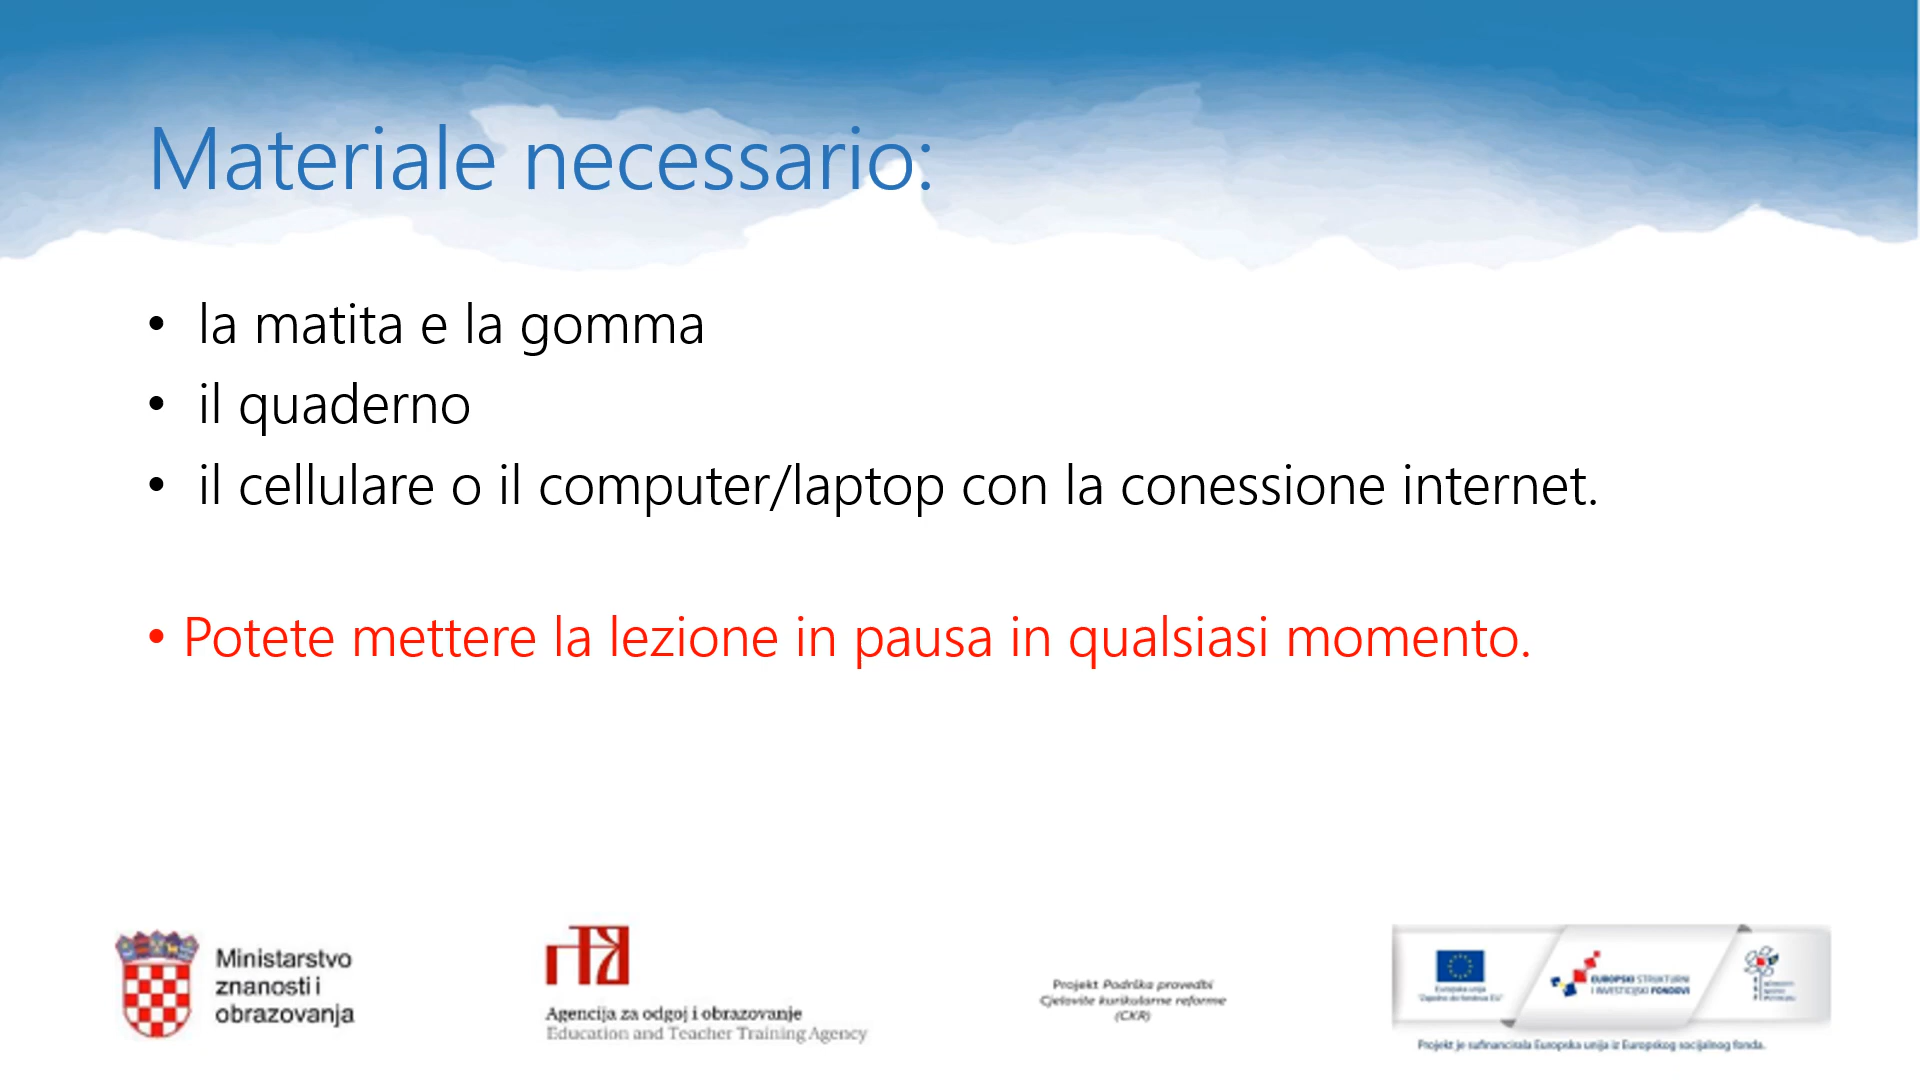 Materiale necessario:
• la matita e la gomma
• il quaderno
• il cellulare o il computer/laptop con la conessione internet.
• Potete mettere la lezione in pausa in qualsiasi momento.
Ministarstvo
znanosti i
obrazovanja
Agencija za odgoj i obrazovanje
Education and Teacher Training Agency
Projekt Podrška provedbi
Cjelovite kurikularne reforme
(CKR)
Europska unija
"Zajedno do fondova EU"
EUROPSKI STRUKTURNI
I INVESTICIJSKI FONDOVI
Projekt je sufinancirala Europska unija iz Europskog socijalnog fonda.